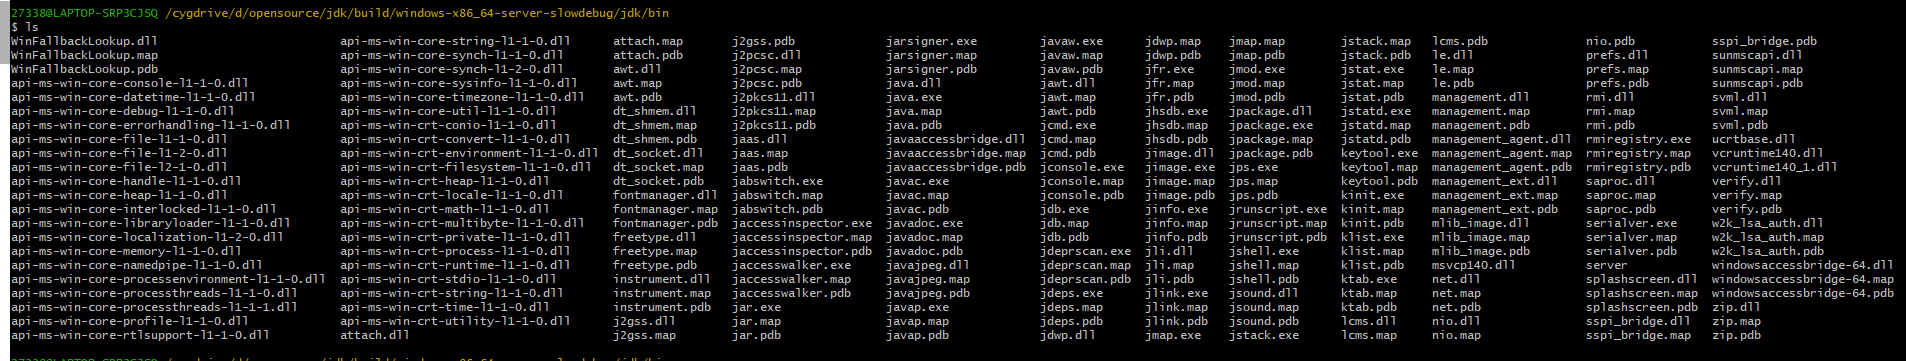 27338@LAPTOP-SRP3CJSQ /cygdrive/d/opensource/jdk/build/windows-x86_64-server-slowdebug/jdk/bin
$ ls
WinFallbackLookup.dll api-ms-win-core-string-l1-1-0.dll attach.map j2gss.pdb jarsigner.exe javaw.exe jdwp.map jmap.map jstack.map lcms.pdb nio.pdb sspi_bridge.pdb
WinFallbackLookup.map api-ms-win-core-synch-l1-1-0.dll attach.pdb j2pcsc.dll jarsigner.map javaw.map jdwp.pdb jmap.pdb jstack.pdb le.dll prefs.dll sunmscapi.dll
WinFallbackLookup.pdb api-ms-win-core-synch-l1-2-0.dll awt.dll j2pcsc.map jarsigner.pdb javaw.pdb jfr.exe jmod.exe jstat.exe le.map prefs.map sunmscapi.map
api-ms-win-core-console-l1-1-0.dll api-ms-win-core-sysinfo-l1-1-0.dll awt.map j2pcsc.pdb java.dll jawt.dll jfr.map jmod.map jstat.map le.pdb prefs.pdb sunmscapi.pdb
api-ms-win-core-datetime-l1-1-0.dll api-ms-win-core-timezone-l1-1-0.dll awt.pdb j2pkcs11.dll java.exe jawt.map jfr.pdb jmod.pdb jstat.pdb management.dll rmi.dll svml.dll
api-ms-win-core-debug-l1-1-0.dll api-ms-win-core-util-l1-1-0.dll dt_shmem.dll j2pkcs11.map java.map jawt.pdb jhsdb.exe jpackage.dll jstatd.exe management.map rmi.map svml.map
api-ms-win-core-errorhandling-l1-1-0.dll api-ms-win-crt-conio-l1-1-0.dll dt_shmem.map j2pkcs11.pdb java.pdb jcmd.exe jhsdb.map jpackage.exe jstatd.map management.pdb rmi.pdb svml.pdb
api-ms-win-core-file-l1-1-0.dll api-ms-win-crt-convert-l1-1-0.dll dt_shmem.pdb jaas.dll javaaccessbridge.dll jcmd.map jhsdb.pdb jpackage.map jstatd.pdb management_agent.dll rmiregistry.exe ucrtbase.dll
api-ms-win-core-file-l1-2-0.dll api-ms-win-crt-environment-l1-1-0.dll dt_socket.dll jaas.map javaaccessbridge.map jcmd.pdb jimage.dll jpackage.pdb keytool.exe management_agent.map rmiregistry.map vcruntime140.dll
api-ms-win-core-file-l2-1-0.dll api-ms-win-crt-filesystem-l1-1-0.dll dt_socket.map jaas.pdb javaaccessbridge.pdb jconsole.exe jimage.exe jps.exe keytool.map management_agent.pdb rmiregistry.pdb vcruntime140_1.dll
api-ms-win-core-handle-l1-1-0.dll api-ms-win-crt-heap-l1-1-0.dll dt_socket.pdb jabswitch.exe javac.exe jconsole.map jimage.map jps.map keytool.pdb management_ext.dll saproc.dll verify.dll
api-ms-win-core-heap-l1-1-0.dll api-ms-win-crt-locale-l1-1-0.dll fontmanager.dll jabswitch.map javac.map jconsole.pdb jimage.pdb jps.pdb kinit.exe management_ext.map saproc.map verify.map
api-ms-win-core-interlocked-l1-1-0.dll api-ms-win-crt-math-l1-1-0.dll fontmanager.map jabswitch.pdb javac.pdb jdb.exe jinfo.exe jrunscript.exe kinit.map management_ext.pdb saproc.pdb verify.pdb
api-ms-win-core-libraryloader-l1-1-0.dll api-ms-win-crt-multibyte-l1-1-0.dll fontmanager.pdb jaccessinspector.exe javadoc.exe jdb.map jinfo.map jrunscript.map kinit.pdb mlib_image.dll serialver.exe w2k_lsa_auth.dll
api-ms-win-core-localization-l1-2-0.dll api-ms-win-crt-private-l1-1-0.dll freetype.dll jaccessinspector.map javadoc.map jdb.pdb jinfo.pdb jrunscript.pdb klist.exe mlib_image.map serialver.map w2k_lsa_auth.map
api-ms-win-core-memory-l1-1-0.dll api-ms-win-crt-process-l1-1-0.dll freetype.map jaccessinspector.pdb javadoc.pdb jdeprscan.exe jli.dll jshell.exe klist.map mlib_image.pdb serialver.pdb w2k_lsa_auth.pdb
api-ms-win-core-namedpipe-l1-1-0.dll api-ms-win-crt-runtime-l1-1-0.dll freetype.pdb jaccesswalker.exe javajpeg.dll jdeprscan.map jli.map jshell.map klist.pdb msvcp140.dll server windowsaccessbridge-64.dll
api-ms-win-core-processenvironment-l1-1-0.dll api-ms-win-crt-stdio-l1-1-0.dll instrument.dll jaccesswalker.map javajpeg.map jdeprscan.pdb jli.pdb jshell.pdb ktab.exe net.dll splashscreen.dll windowsaccessbridge-64.map
api-ms-win-core-processthreads-l1-1-0.dll api-ms-win-crt-string-l1-1-0.dll instrument.map jaccesswalker.pdb javajpeg.pdb jdeps.exe jlink.exe jsound.dll ktab.map net.map splashscreen.map windowsaccessbridge-64.pdb
api-ms-win-core-processthreads-l1-1-1.dll api-ms-win-crt-time-l1-1-0.dll instrument.pdb jar.exe javap.exe jdeps.map jlink.map jsound.map ktab.pdb net.pdb splashscreen.pdb zip.dll
api-ms-win-core-profile-l1-1-0.dll api-ms-win-crt-utility-l1-1-0.dll j2gss.dll jar.map javap.map jdeps.pdb jlink.pdb jsound.pdb lcms.dll nio.dll sspi_bridge.dll zip.map
api-ms-win-core-rtlsupport-l1-1-0.dll attach.dll j2gss.map jar.pdb javap.pdb jdwp.dll jmap.exe jstack.exe lcms.map nio.map sspi_bridge.map zip.pdb